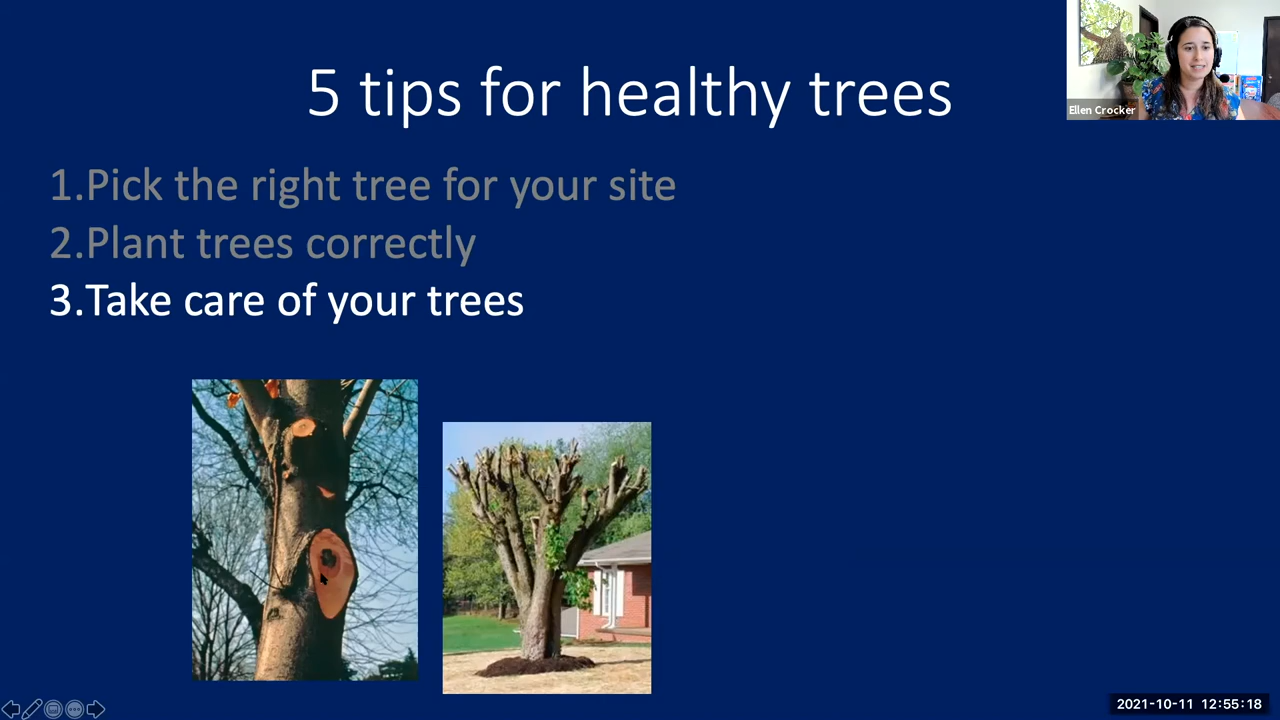 5 tips for healthy trees
Ellen Crocker
1.Pick the right tree for your site
2.Plant trees correctly
3.Take care of your trees
2021-10-11 12:55:18